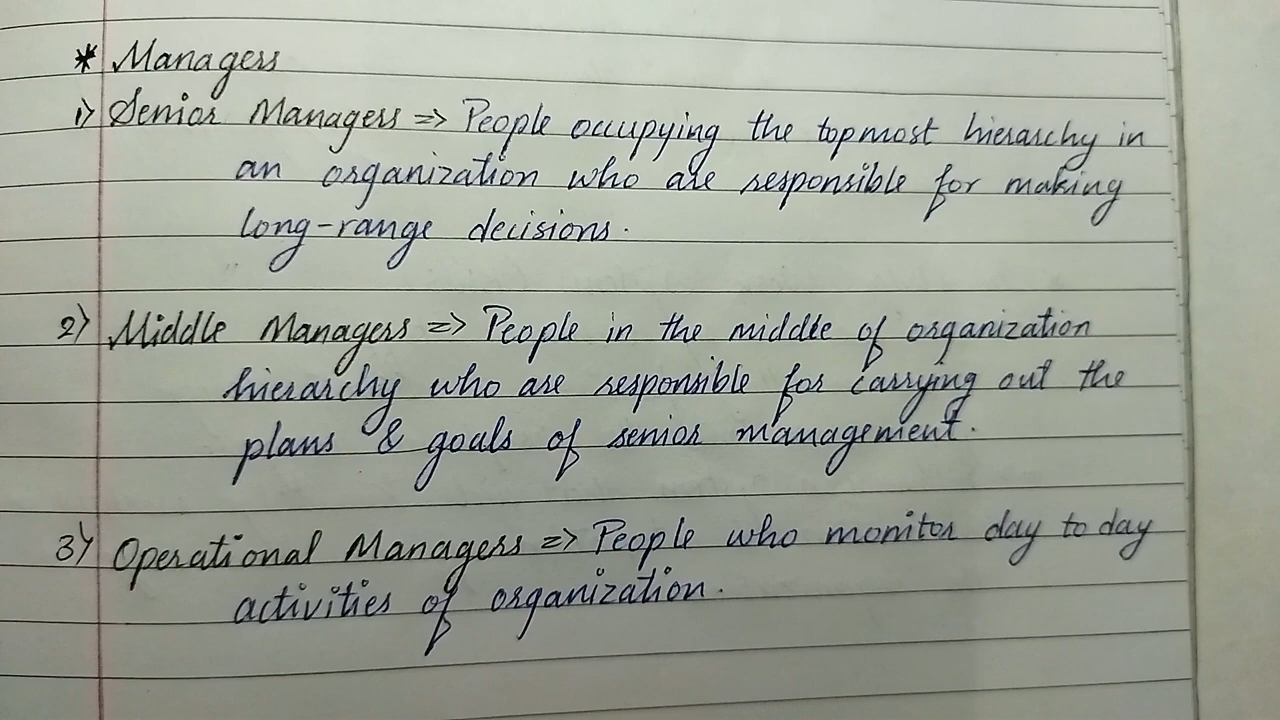 * Managers
1) Senior Managers => People occupying the topmost hierarchy in
an organization who are responsible for making
long-range decisions.
2) Middle Managers => People in the middle of organization
hierarchy who are responsible for carrying out the
plans & goals of senior management.
3) Operational Managers => People who monitor day to day
activities of organization.